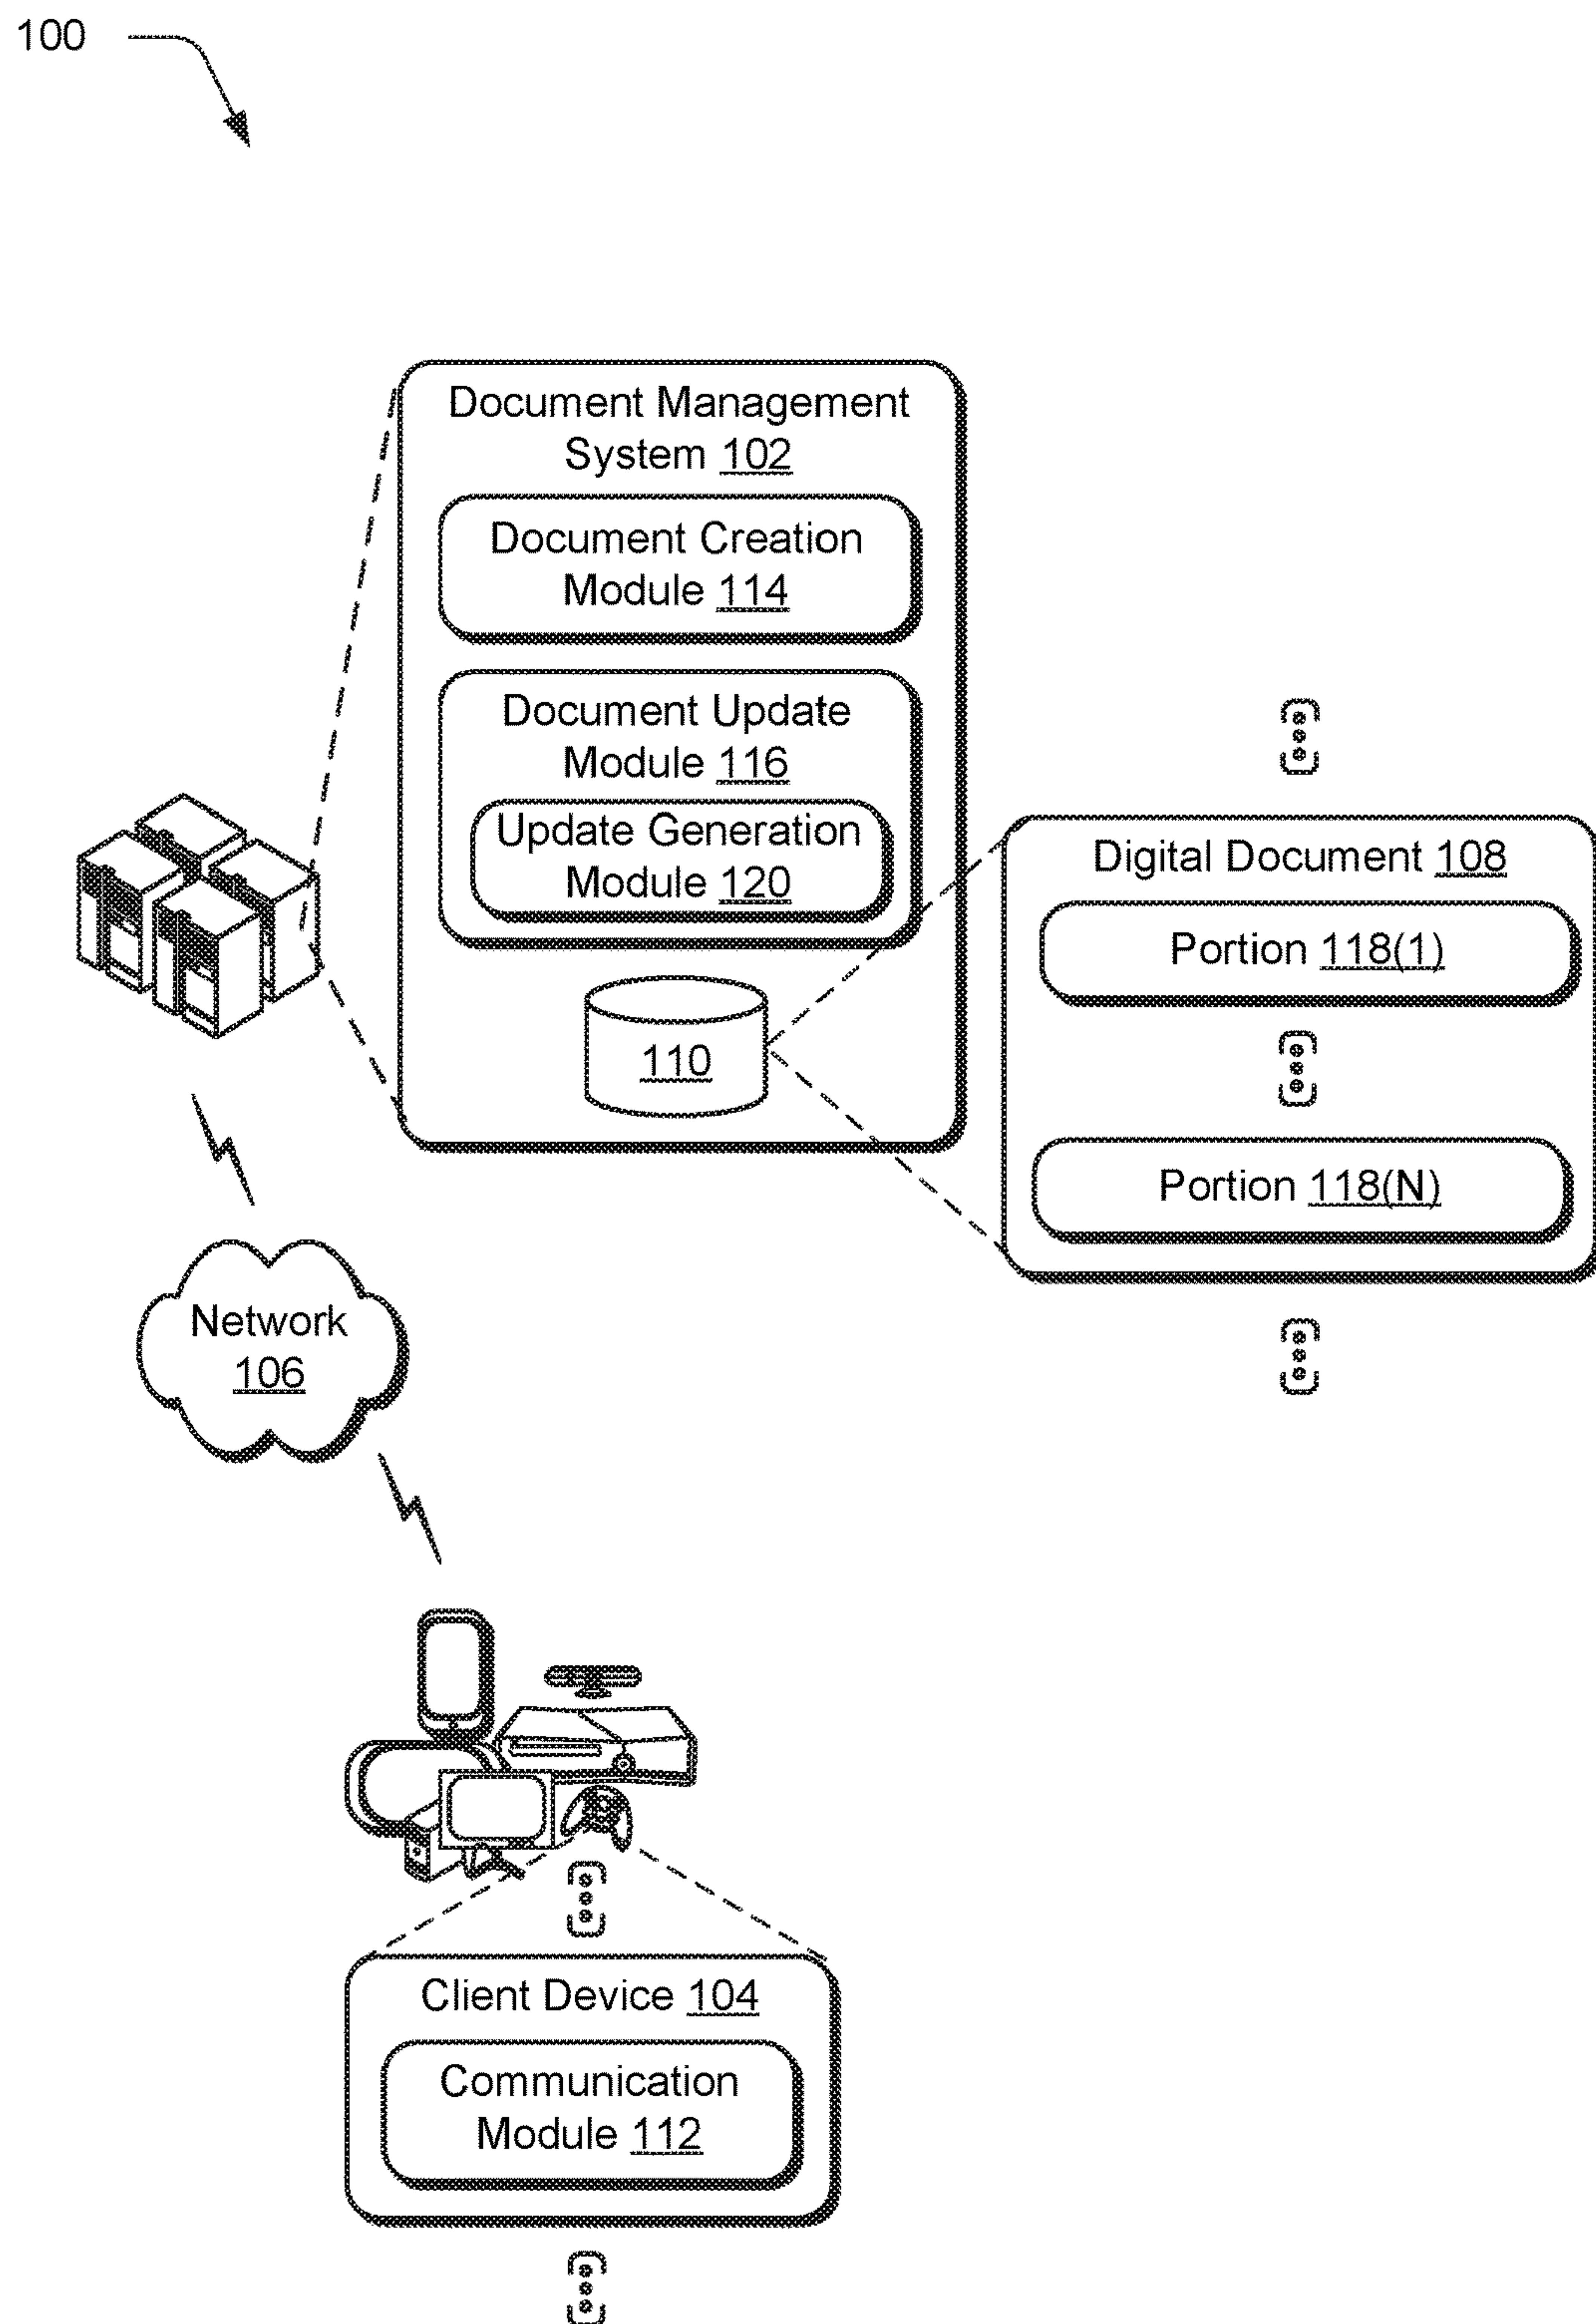 100
Document Management
System 102
Document Creation
Module 114
Document Update
Module 116
Update Generation
Module 120
110
Digital Document 108
Portion 118(1)
Portion 118(N)
Network
106
Client Device 104
Communication
Module 112